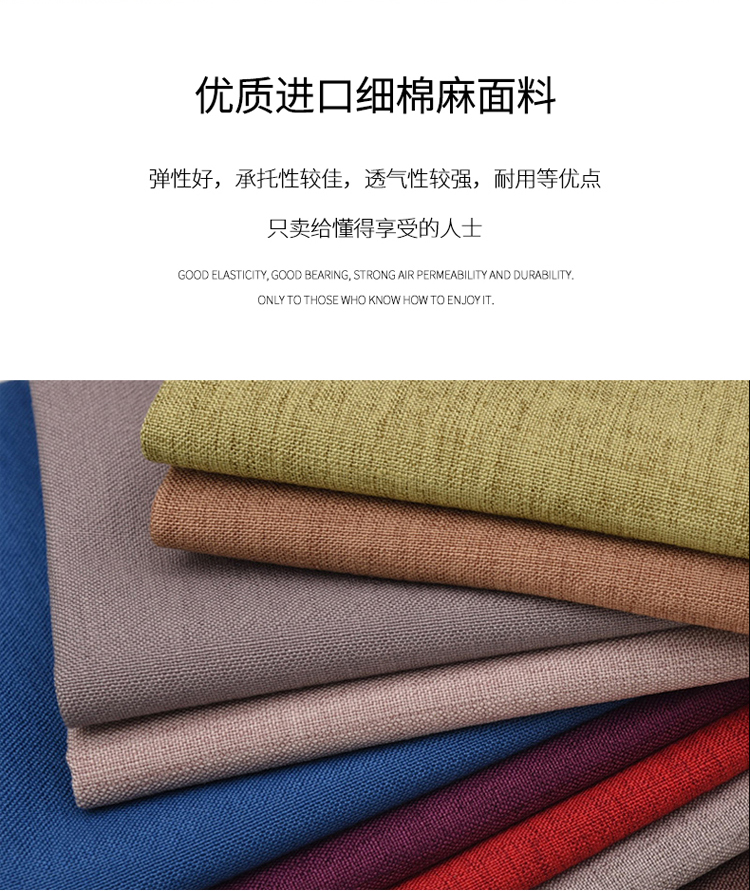 优质进口细棉麻面料
弹性好，承托性较佳，透气性较强，耐用等优点
只卖给懂得享受的人士
GOOD ELASTICITY, GOOD BEARING, STRONG AIR PERMEABILITY AND DURABILITY.
ONLY TO THOSE WHO KNOW HOW TO ENJOY IT.